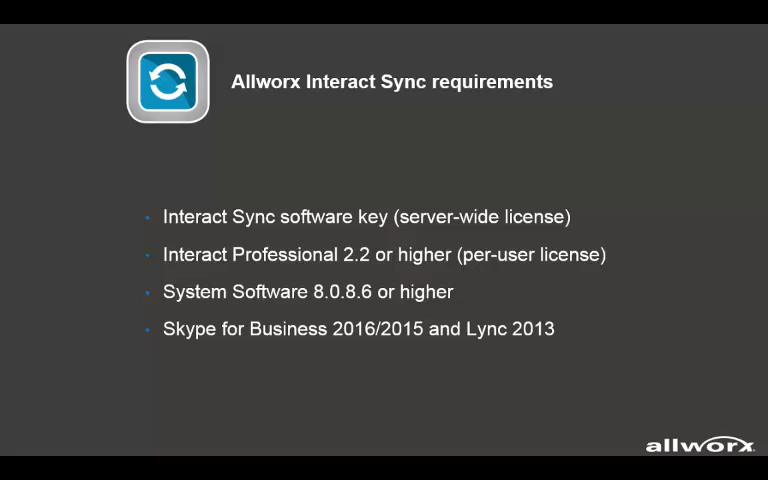 Allworx Interact Sync requirements
Interact Sync software key (server-wide license)
Interact Professional 2.2 or higher (per-user license)
System Software 8.0.8.6 or higher
Skype for Business 2016/2015 and Lync 2013
allworx